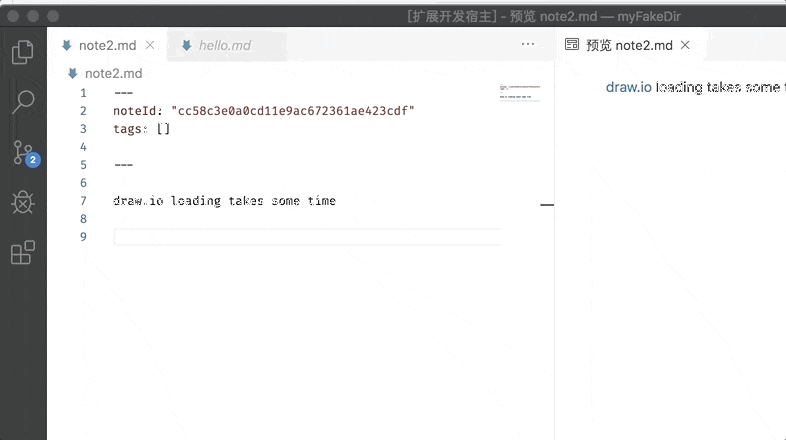 [扩展开发宿主] - 预览 note2.md — myFakeDir
note2.md
hello.md
预览 note2.md
note2.md
draw.io loading takes some t
1 ---
2 noteId: "cc58c3e0a0cd11e9ac672361ae423cdf"
3 tags: []
4
5 ---
6
7 draw.io loading takes some time
8
9
2